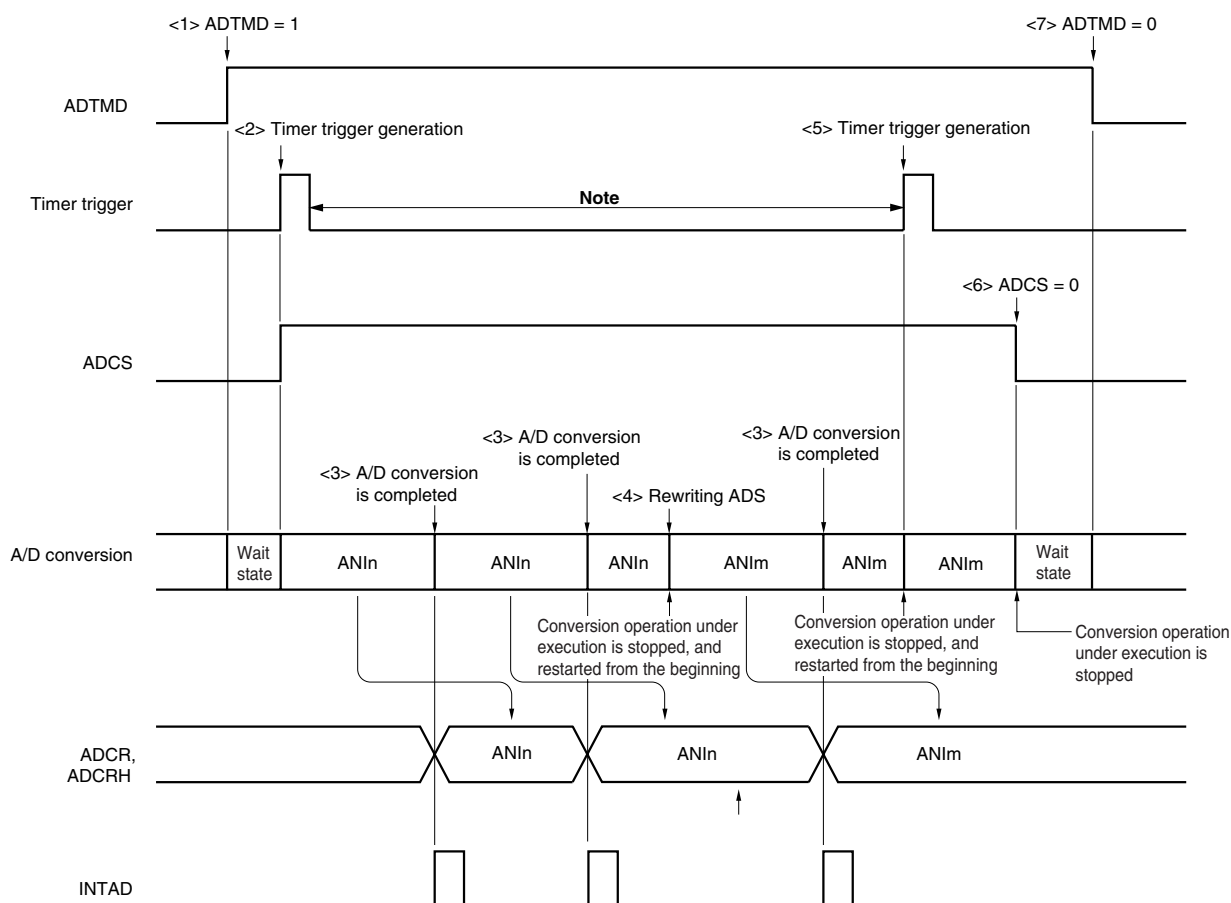 <1> ADTMD = 1
<7> ADTMD = 0
ADTMD
<2> Timer trigger generation
<5> Timer trigger generation
Timer trigger
Note
<6> ADCS = 0
ADCS
<3> A/D conversion
is completed
<3> A/D conversion
is completed
<3> A/D conversion
is completed
<4> Rewriting ADS
A/D conversion
Wait
state
ANIn
ANIn
ANIn
ANIm
ANIm
ANIm
Wait
state
Conversion operation under
execution is stopped, and
restarted from the beginning
Conversion operation under
execution is stopped, and
restarted from the beginning
Conversion operation
under execution is
stopped
ADCR,
ADCRH
ANIn
ANIn
ANIm
INTAD